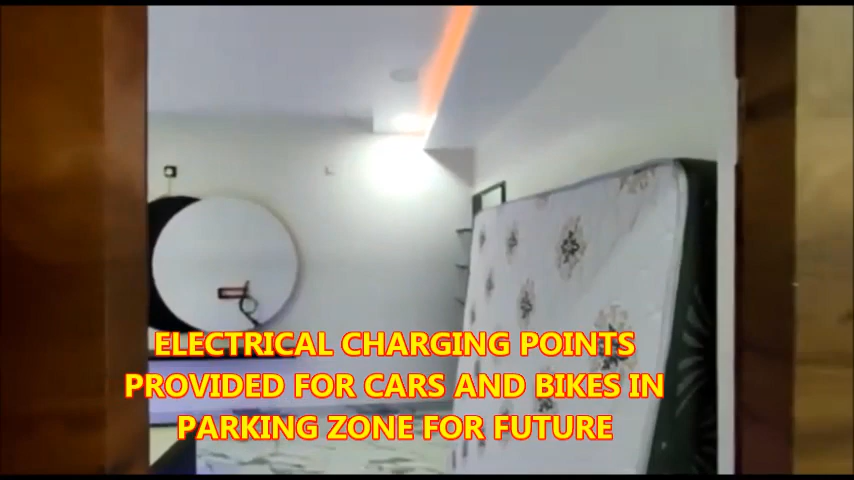 ELECTRICAL CHARGING POINTS
PROVIDED FOR CARS AND BIKES IN
PARKING ZONE FOR FUTURE